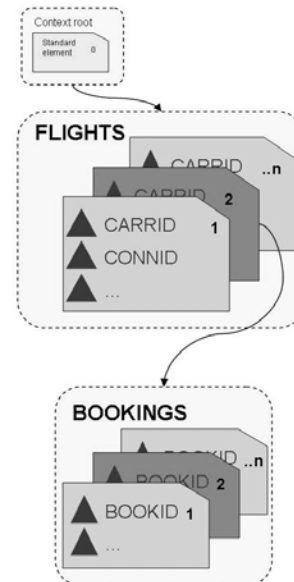 Context root
Standard
element 0
FLIGHTS
CARRID ..n
CARRID 2
CARRID 1
CONNID
...
BOOKINGS
BOOKID ..n
BOOKID 2
BOOKID 1
...